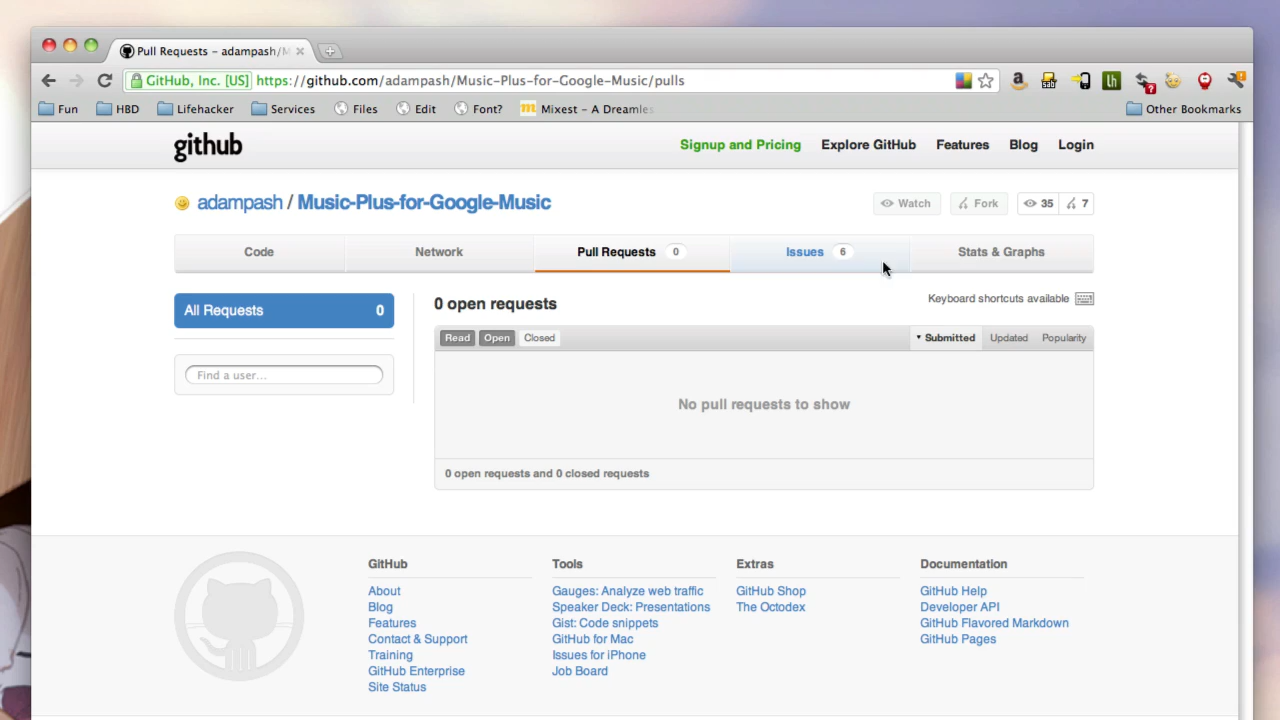 Pull Requests – adampash/M
GitHub, Inc. [US] https://github.com/adampash/Music-Plus-for-Google-Music/pulls
a sab lh ?
Fun HBD Lifehacker Services Files Edit Font? m Mixest – A Dreamles Other Bookmarks
github Signup and Pricing Explore GitHub Features Blog Login
adampash / Music-Plus-for-Google-Music Watch Fork 35 7
Code Network Pull Requests 0 Issues 6 Stats & Graphs
All Requests 0
Find a user...
0 open requests Keyboard shortcuts available
Read Open Closed Submitted Updated Popularity
No pull requests to show
0 open requests and 0 closed requests
GitHub
About
Blog
Features
Contact & Support
Training
GitHub Enterprise
Site Status
Tools
Gauges: Analyze web traffic
Speaker Deck: Presentations
Gist: Code snippets
GitHub for Mac
Issues for iPhone
Job Board
Extras
GitHub Shop
The Octodex
Documentation
GitHub Help
Developer API
GitHub Flavored Markdown
GitHub Pages